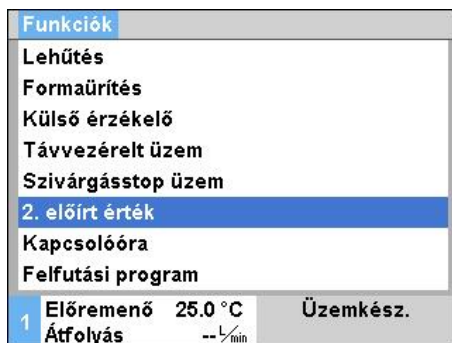 Funkciók
Lehűtés
Formaürítés
Külső érzékelő
Távvezérelt üzem
Szivárgásstop üzem
2. előírt érték
Kapcsolóóra
Felfutási program
1 Előremenő 25.0 °C Üzemkész.
Átfolyás -- L/min